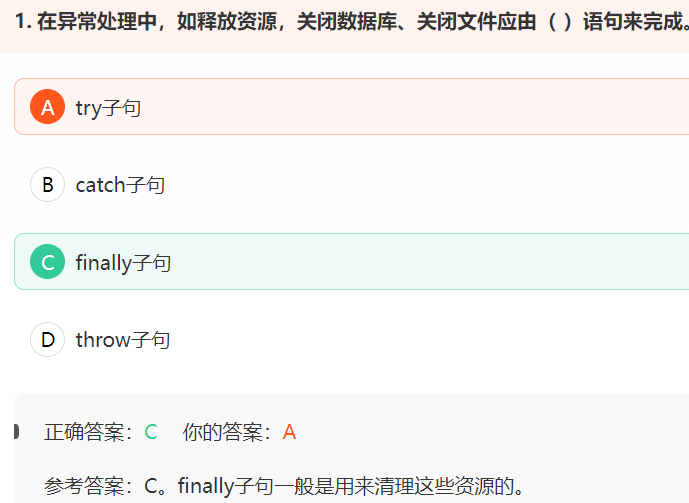 1. 在异常处理中，如释放资源，关闭数据库、关闭文件应由（ ）语句来完成。
A try子句
B catch子句
C finally子句
D throw子句
正确答案：C 你的答案：A
参考答案：C。finally子句一般是用来清理这些资源的。